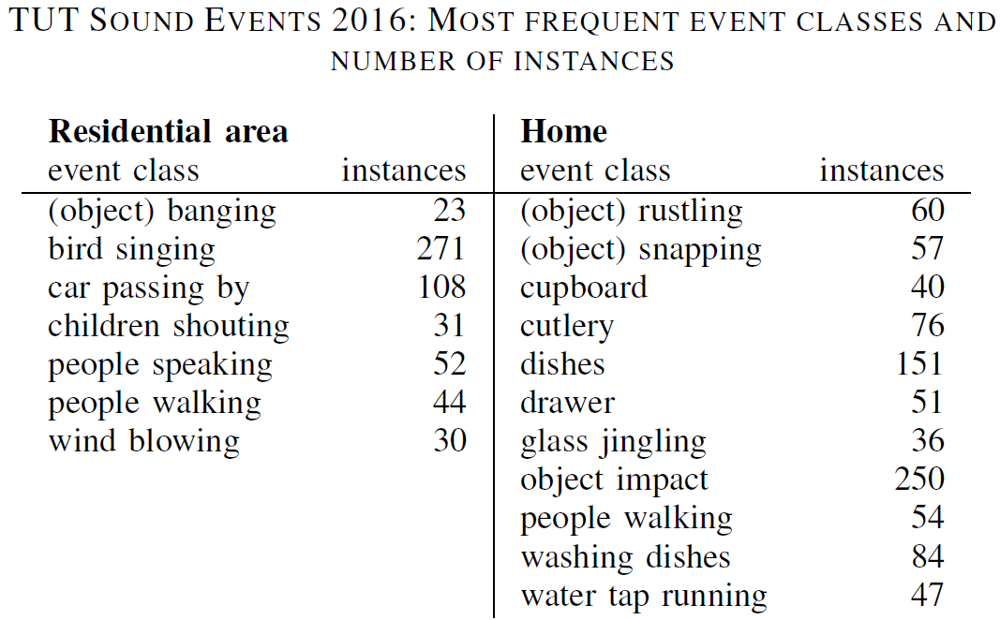 TUT SOUND EVENTS 2016: MOST FREQUENT EVENT CLASSES AND
NUMBER OF INSTANCES
Residential area
event class instances
(object) banging 23
bird singing 271
car passing by 108
children shouting 31
people speaking 52
people walking 44
wind blowing 30
Home
event class instances
(object) rustling 60
(object) snapping 57
cupboard 40
cutlery 76
dishes 151
drawer 51
glass jingling 36
object impact 250
people walking 54
washing dishes 84
water tap running 47